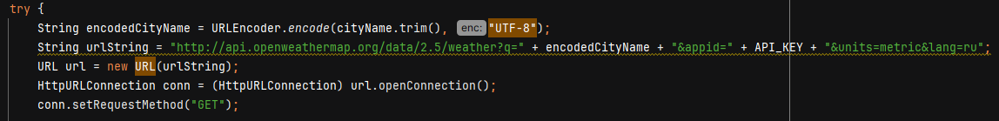 try {
String encodedCityName = URLEncoder.encode(cityName.trim(), enc: "UTF-8");
String urlString = "http://api.openweathermap.org/data/2.5/weather?q=" + encodedCityName + "&appid=" + API_KEY + "&units=metric&lang=ru";
URL url = new URL(urlString);
HttpURLConnection conn = (HttpURLConnection) url.openConnection();
conn.setRequestMethod("GET");